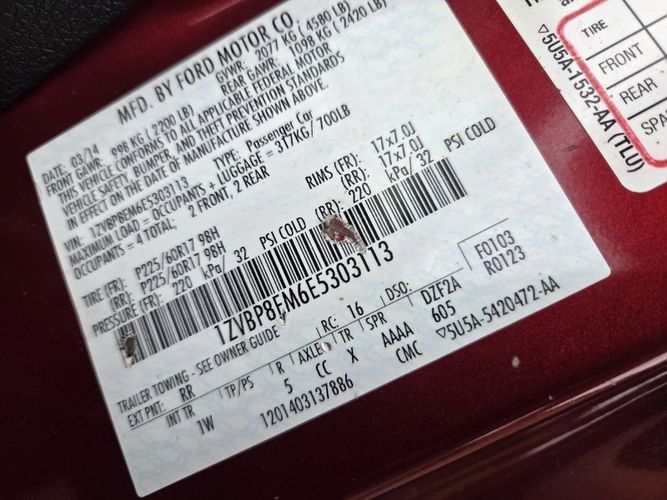 MFD. BY FORD MOTOR CO.
DATE: 03/14 GVWR: 2077 KG (4580 LB)
FRONT GAWR: 998 KG (2200 LB) REAR GAWR: 1098 KG (2420 LB)
THIS VEHICLE CONFORMS TO ALL APPLICABLE FEDERAL MOTOR
VEHICLE SAFETY, BUMPER, AND THEFT PREVENTION STANDARDS
IN EFFECT ON THE DATE OF MANUFACTURE SHOWN ABOVE.
VIN: 1ZVBP8EM6E5303113 TYPE: Passenger Car
MAXIMUM LOAD = OCCUPANTS + LUGGAGE = 317KG/700LB
OCCUPANTS = 4 TOTAL; 2 FRONT, 2 REAR
TIRE (FR): P225/60R17 98H RIMS (FR): 17x7.0J
(RR): P225/60R17 98H (RR): 17x7.0J
PRESSURE (FR): 220 kPa/ 32 PSI COLD (RR): 220 kPa/ 32 PSI COLD
1ZVBP8EM6E5303113
TRAILER TOWING - SEE OWNER GUIDE RC: 16 DSO: F0103
EXT PNT: RR R0123
INT TR TP/PS R AXLE TR SPR DZF2A
1W 5 CC X AAAA 605
CMC
1201403137886 ▽5U5A-5420472-AA
TIRE
FRONT
REAR
▽5U5A-1532-AA (TLU)